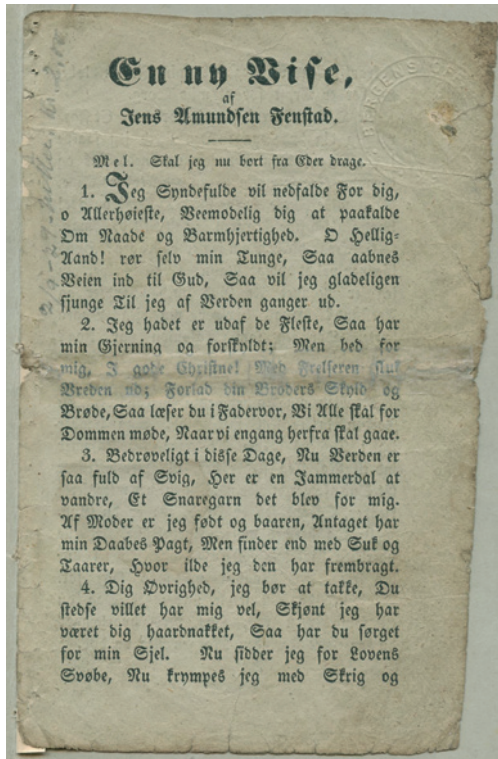 En ny Vise,
af
Jens Amundsen Fenstad.
Mel. Skal jeg nu bort fra Eder drage.
1. Jeg Syndefulde vil nedfalde For dig,
o Allerhøieste, Veemodelig dig at paakalde
Om Naade og Barmhjertighed. O Hellig-
Aand! rør selv min Tunge, Saa aabnes
Veien ind til Gud, Saa vil jeg gladeligen
sjunge Til jeg af Verden ganger ud.
2. Jeg hadet er udaf de Fleste, Saa har
min Gjerning og forskyldt; Men bed for
mig, I gode Christne! Med Frelseren sluk
Vreden ud; Forlad din Broders Skyld og
Brøde, Saa læser du i Fadervor, Vi Alle skal for
Dommen møde, Naar vi engang herfra skal gaae.
3. Bedrøveligt i disse Dage, Nu Verden er
saa fuld af Svig, Her er en Jammerdal at
vandre, Et Snaregarn det blev for mig.
Af Moder er jeg født og baaren, Antaget har
min Daabes Pagt, Men finder end med Suk og
Taarer, Hvor ilde jeg den har frembragt.
4. Dig Øvrighed, jeg bør at takke, Du
stedse villet har mig vel, Skjønt jeg har
været dig haardnakket, Saa har du sørget
for min Sjel. Nu sidder jeg for Lovens
Svøbe, Nu krympes jeg med Skrig og